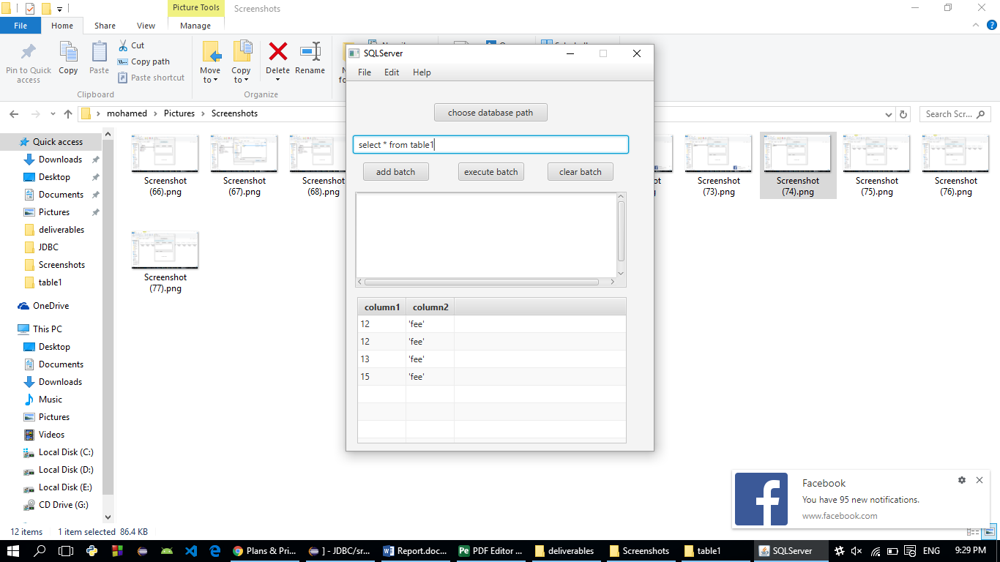 Picture Tools
Screenshots
File
Home
Share
View
Manage
Pin to Quick
access
Copy
Paste
Cut
Copy path
Paste shortcut
Clipboard
Move
to
Copy
to
Delete
Rename
Organize
SQLServer
File
Edit
Help
choose database path
select * from table1
add batch
execute batch
clear batch
column1
column2
12
'fee'
12
'fee'
13
'fee'
15
'fee'
mohamed
Pictures
Screenshots
Search Scr...
Quick access
Downloads
Desktop
Documents
Pictures
deliverables
JDBC
Screenshots
table1
OneDrive
This PC
Desktop
Documents
Downloads
Music
Pictures
Videos
Local Disk (C:)
Local Disk (D:)
Local Disk (E:)
CD Drive (G:)
Screenshot
(66).png
Screenshot
(67).png
Screenshot
(68).png
Screenshot
(73).png
Screenshot
(74).png
Screenshot
(75).png
Screenshot
(76).png
Screenshot
(77).png
Facebook
You have 95 new notifications.
www.facebook.com
12 items
1 item selected 86.4 KB
Plans & Pri...
] - JDBC/sr...
Report.doc...
PDF Editor ...
deliverables
Screenshots
table1
SQLServer
ENG
9:29 PM